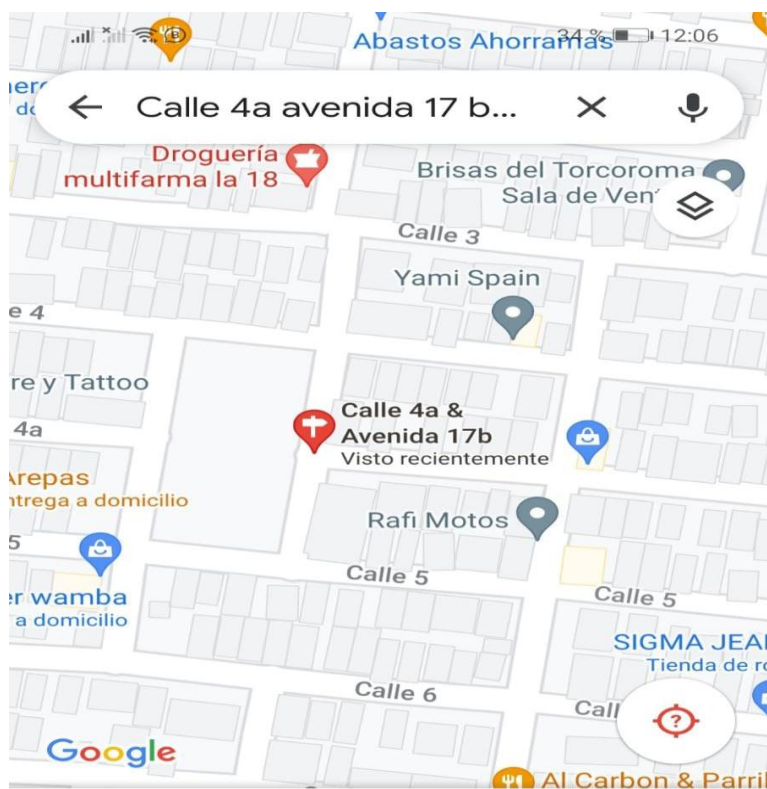 34 % 12:06
Abastos Ahorramas
Calle 4a avenida 17 b...
Droguería
multifarma la 18
Brisas del Torcoroma
Sala de Vent
Calle 3
Yami Spain
e 4
re y Tattoo
Calle 4a &
Avenida 17b
Visto recientemente
4a
Arepas
ntrega a domicilio
Rafi Motos
5
Calle 5
Calle 5
er wamba
a domicilio
SIGMA JEA
Tienda de ro
Calle 6
Call
Google
Al Carbon & Parril